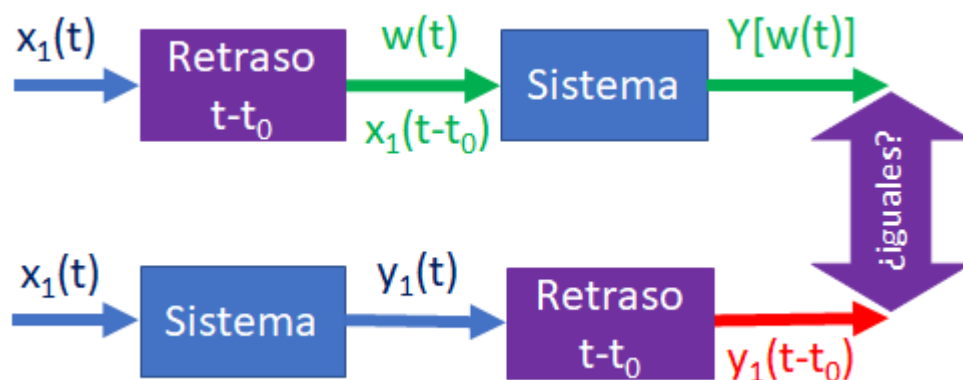 x₁(t)
Retraso
t-t₀
w(t)
x₁(t-t₀)
Sistema
Y[w(t)]
¿iguales?
x₁(t)
Sistema
y₁(t)
Retraso
t-t₀
y₁(t-t₀)